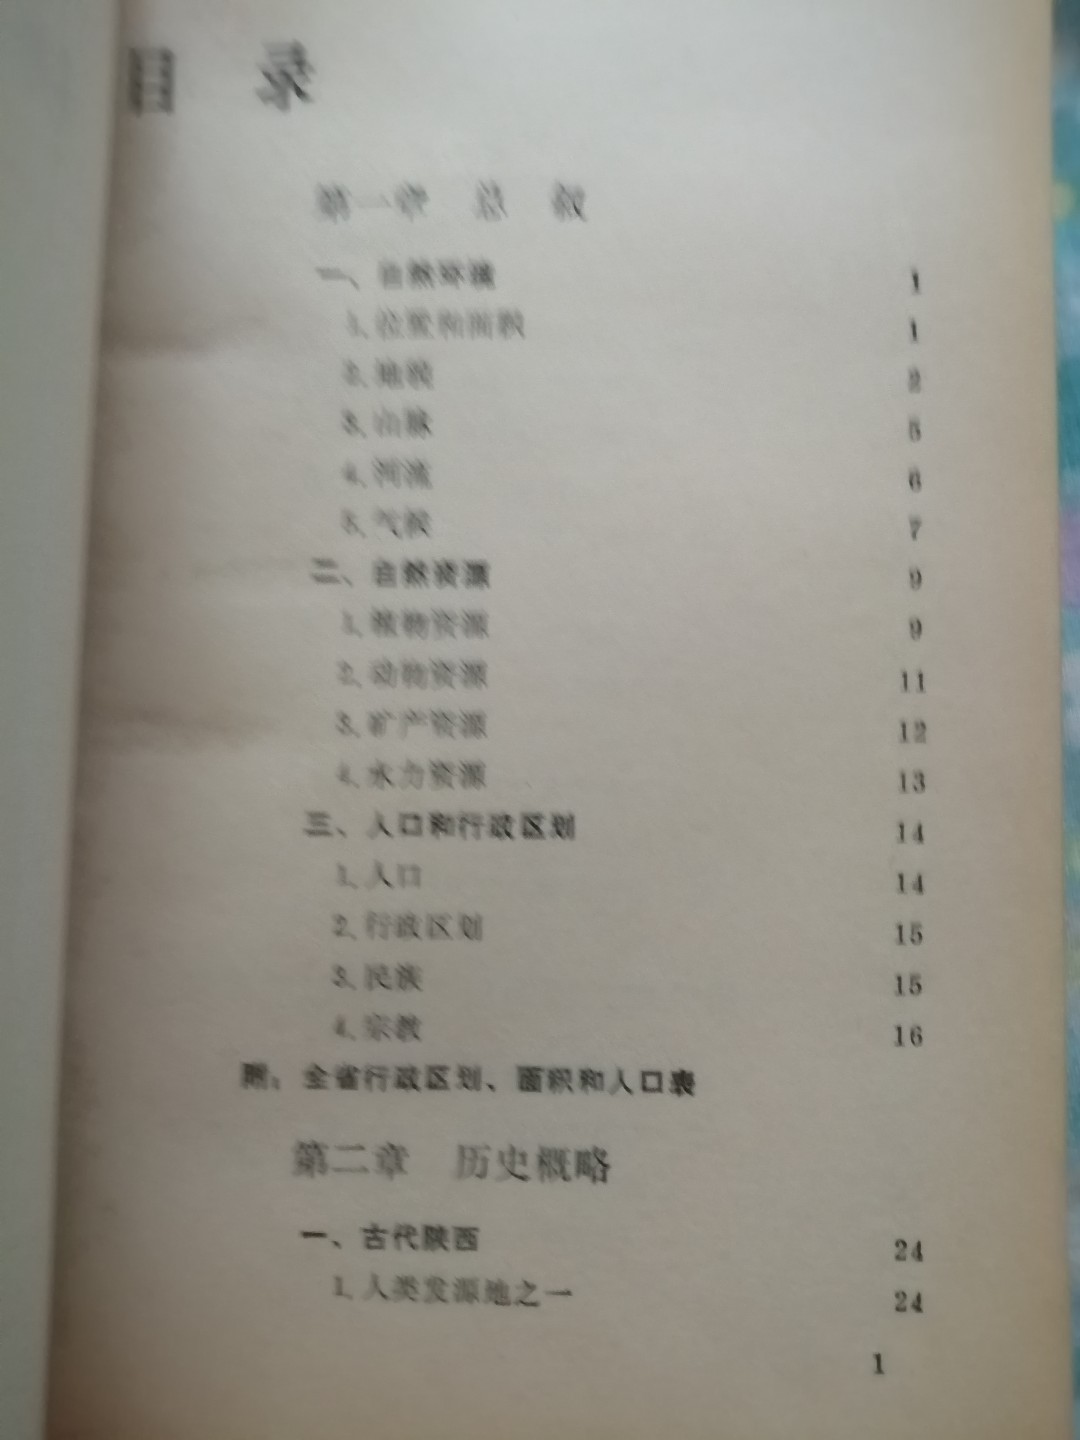 目 录
第一章 总 叙
一、自然环境 1
1.位置和面积 1
2.地貌 2
3.山脉 5
4.河流 6
5.气候 7
二、自然资源 9
1.植物资源 9
2.动物资源 11
3.矿产资源 12
4.水力资源 13
三、人口和行政区划 14
1.人口 14
2.行政区划 15
3.民族 15
4.宗教 16
附：全省行政区划、面积和人口表
第二章 历史概略
一、古代陕西 24
1.人类发源地之一 24
1